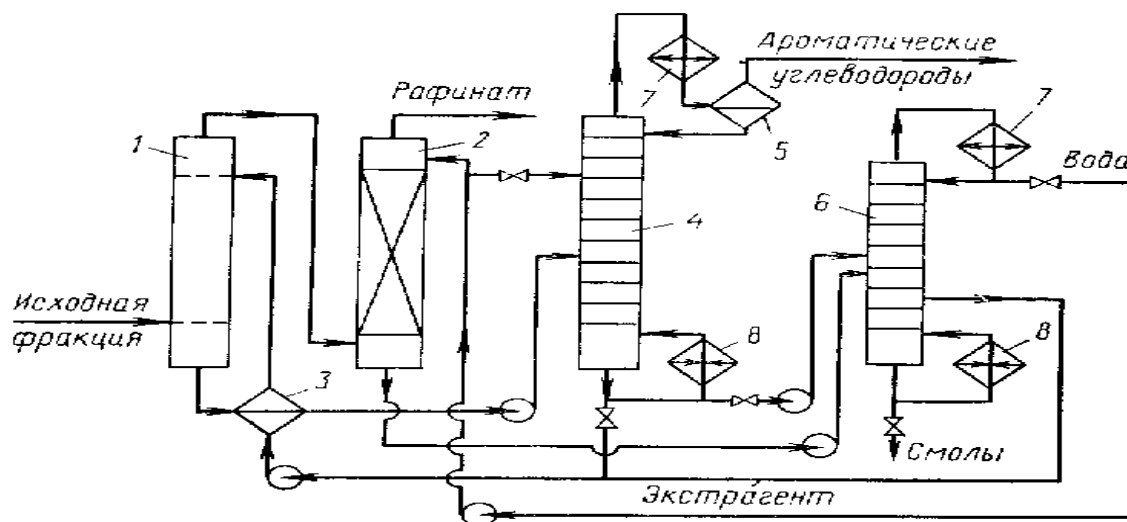 Ароматические
углеводороды
7
5
Рафинат
1
2
7
Вода
4
6
Исходная
фракция
3
8
8
Смолы
Экстрагент